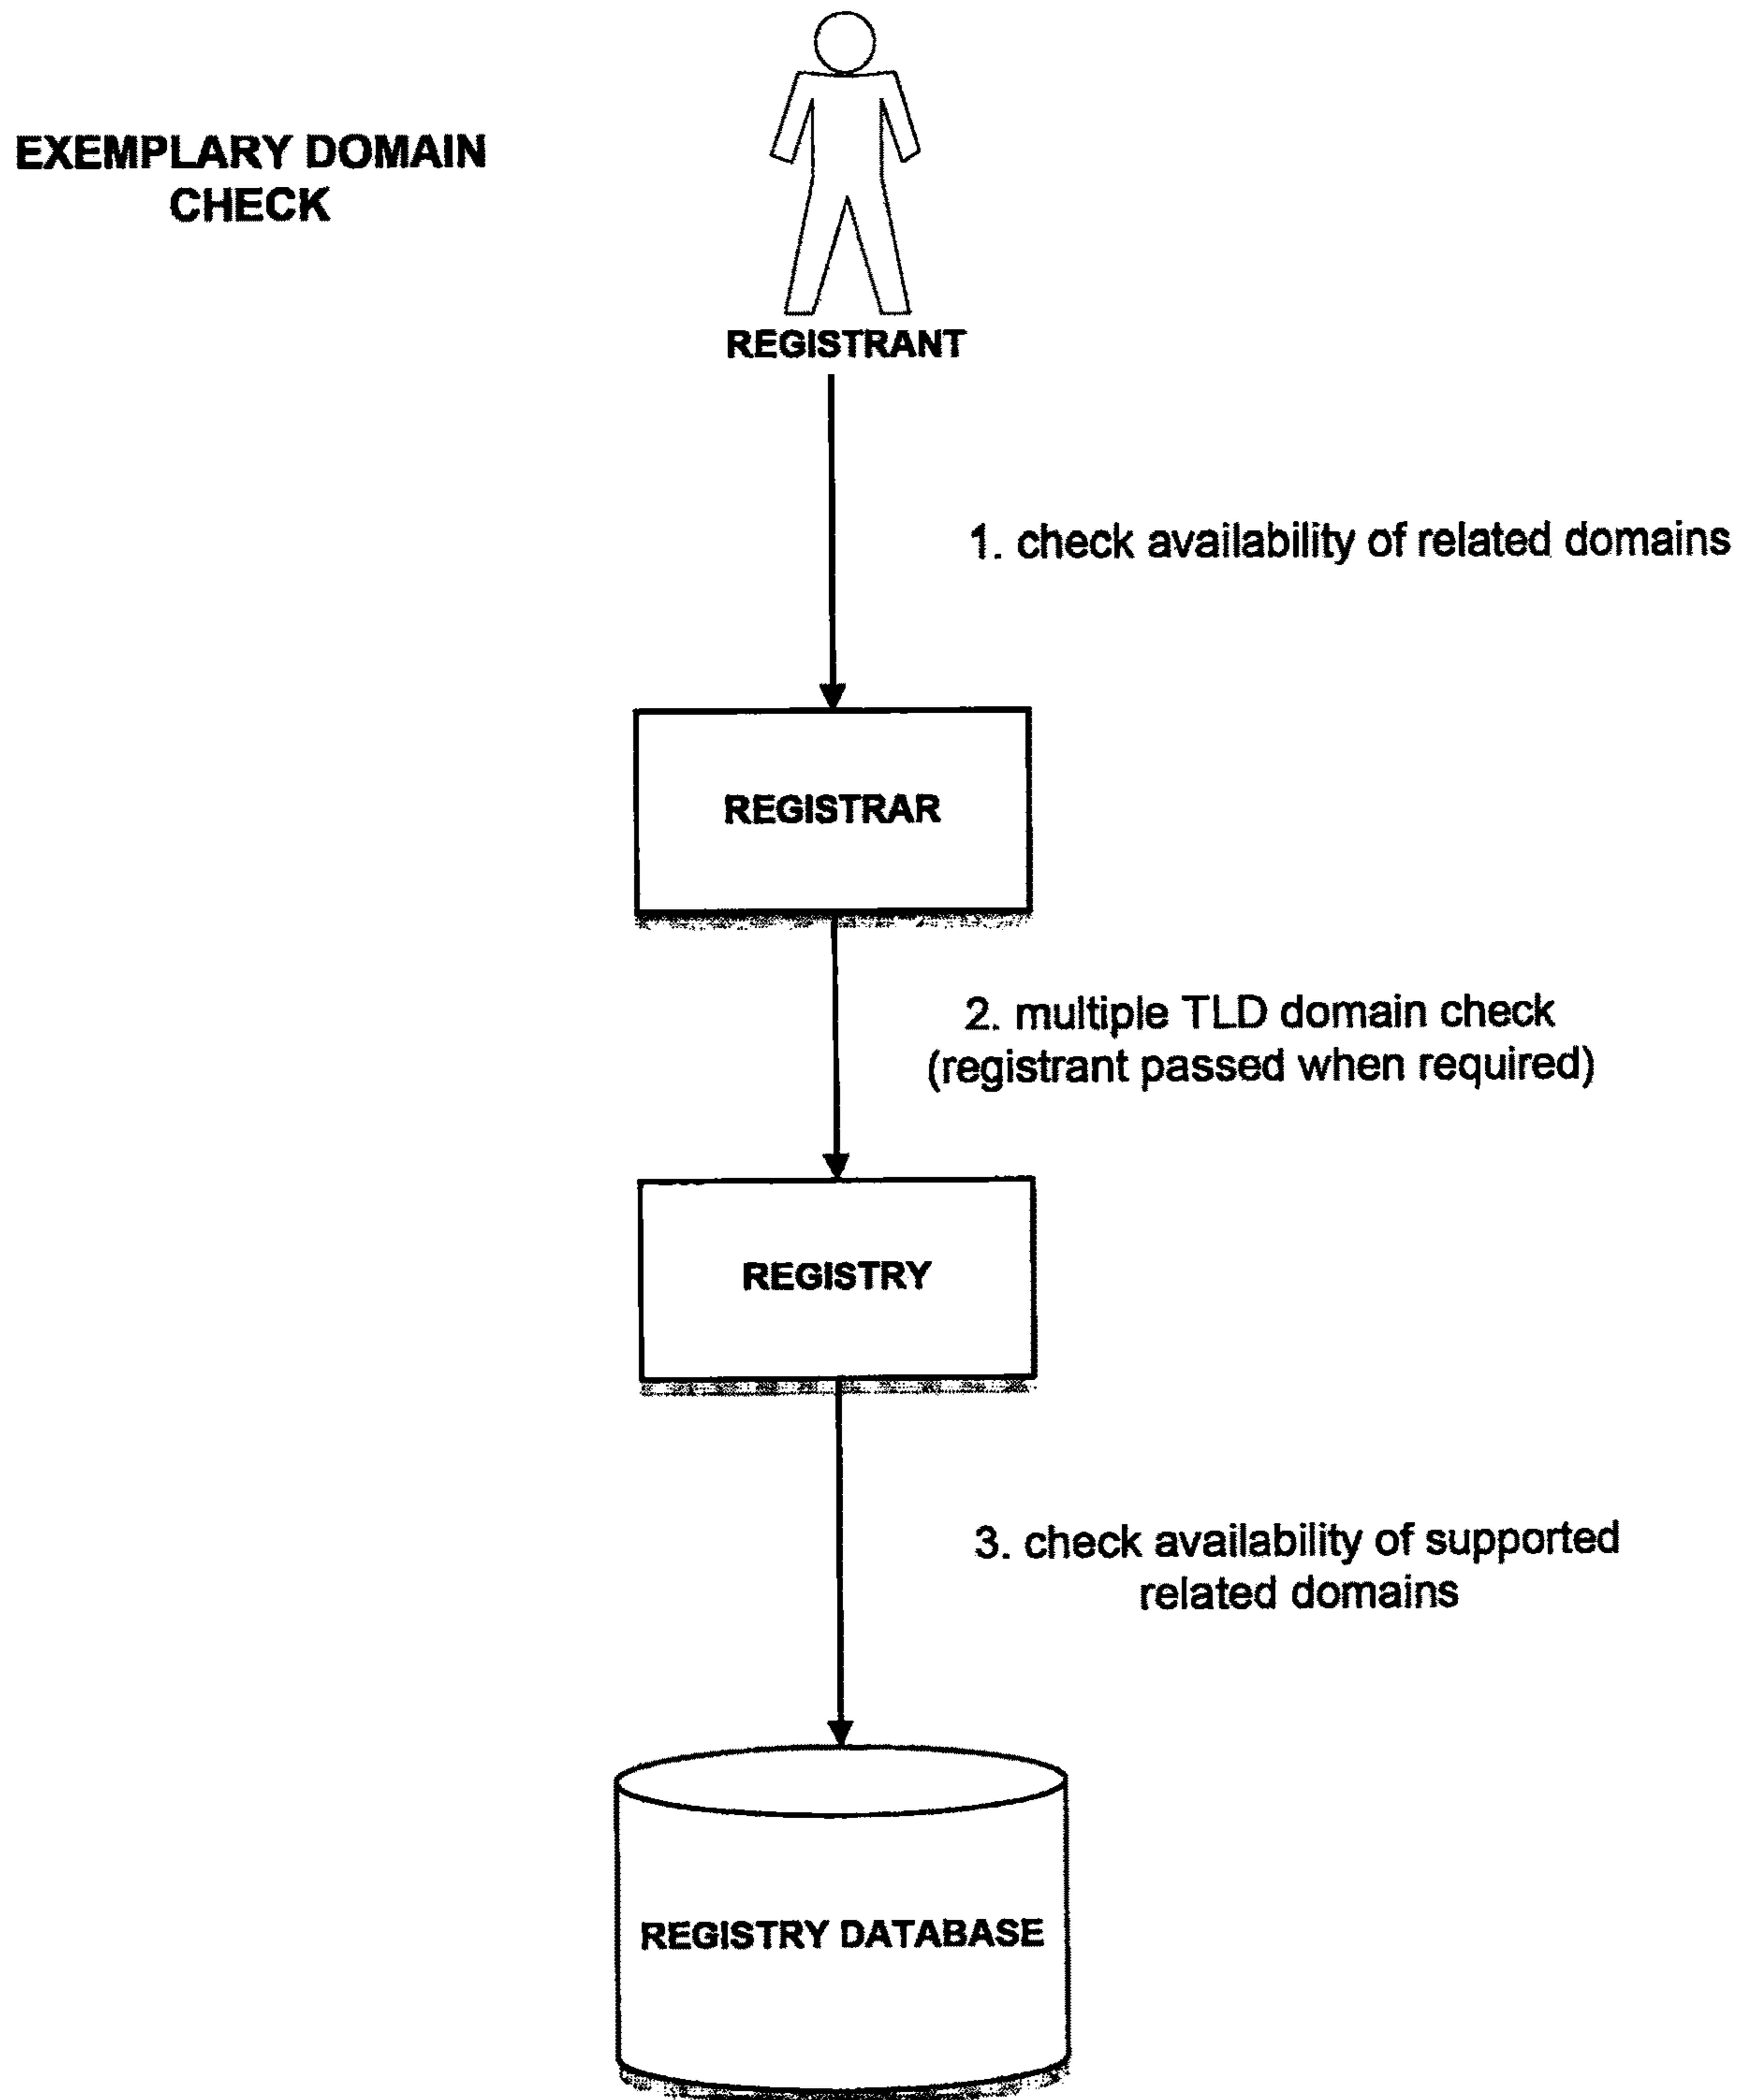 EXEMPLARY DOMAIN
CHECK
REGISTRANT
1. check availability of related domains
REGISTRAR
2. multiple TLD domain check
(registrant passed when required)
REGISTRY
3. check availability of supported
related domains
REGISTRY DATABASE